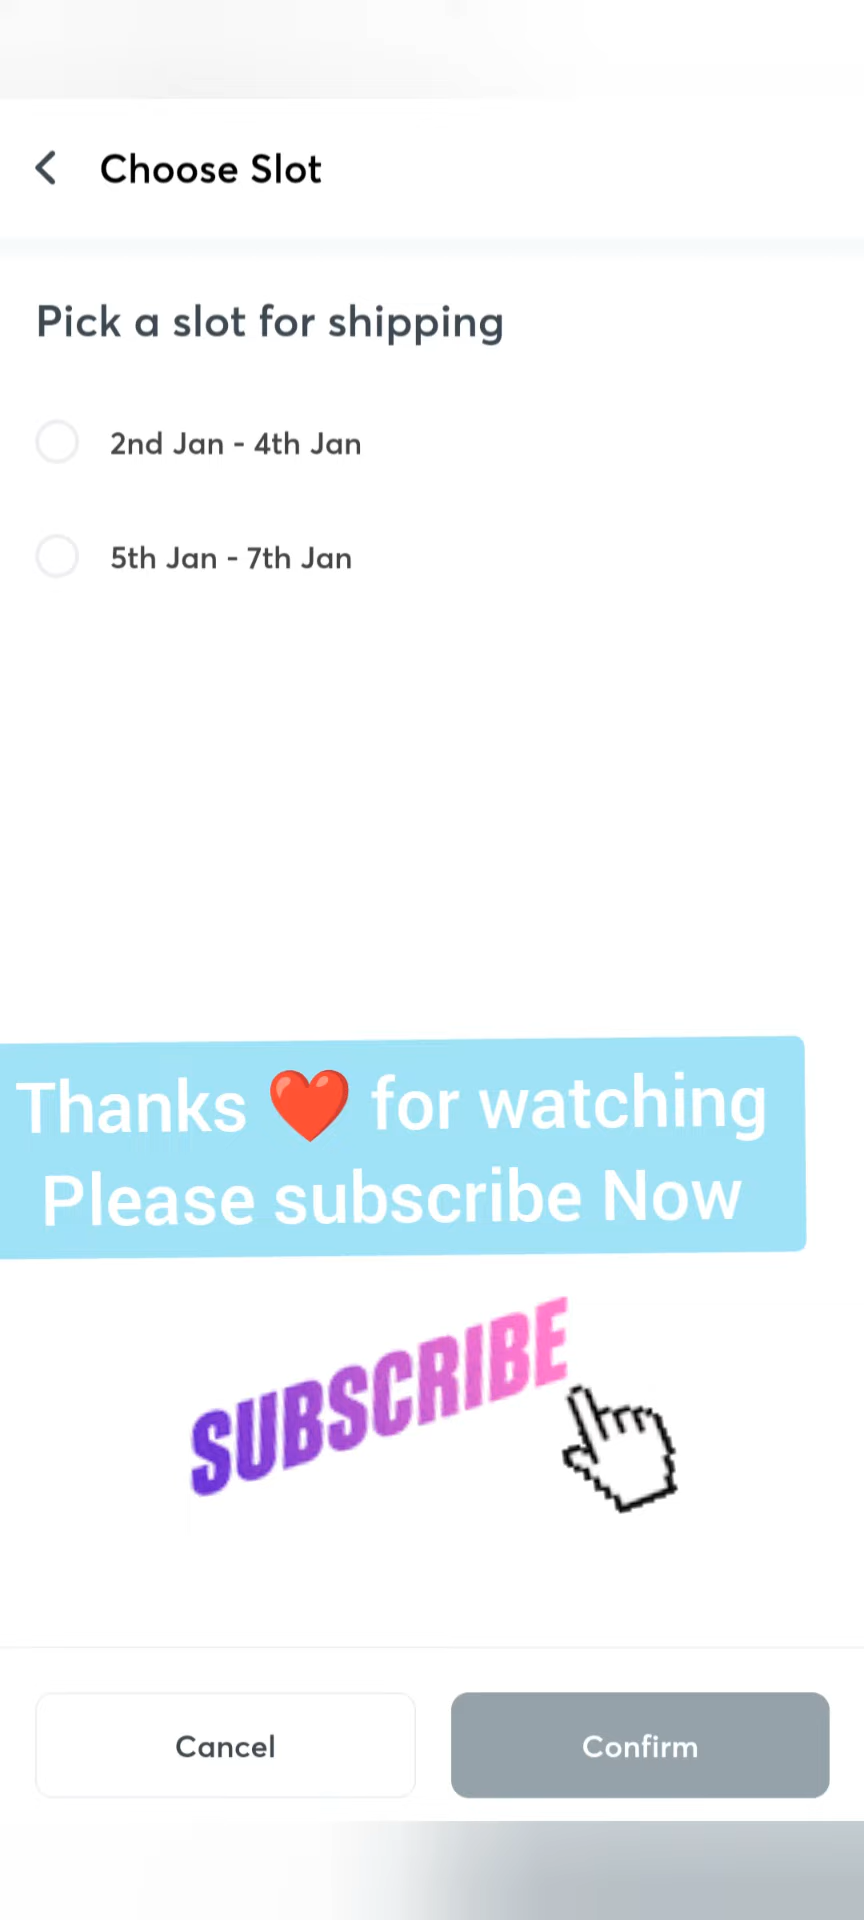 Choose Slot
Pick a slot for shipping
2nd Jan - 4th Jan
5th Jan - 7th Jan
Thanks ❤️ for watching
Please subscribe Now
SUBSCRIBE
Cancel
Confirm